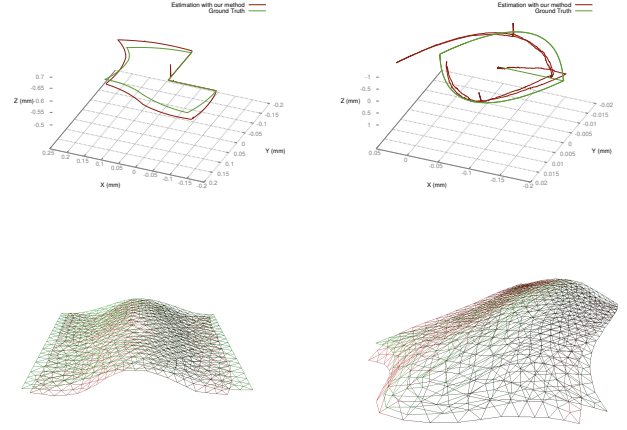 Estimation with our method
Ground Truth
0.7
-0.65
Z (mm) -0.6
-0.55
-0.5
-0.2
-0.15
-0.1
-0.05
0
0.05
0.1
0.15
0.2
Y (mm)
0.25 0.2 0.15 0.1 0.05 0 -0.05 -0.1 -0.15 -0.2
X (mm)
Estimation with our method
Ground Truth
-1
-0.5
Z (mm) 0
0.5
1
-0.02
-0.015
-0.01
-0.005
0
0.005
0.01
0.015
0.02
Y (mm)
0.05 0 -0.05 -0.1 -0.15 -0.2
X (mm)